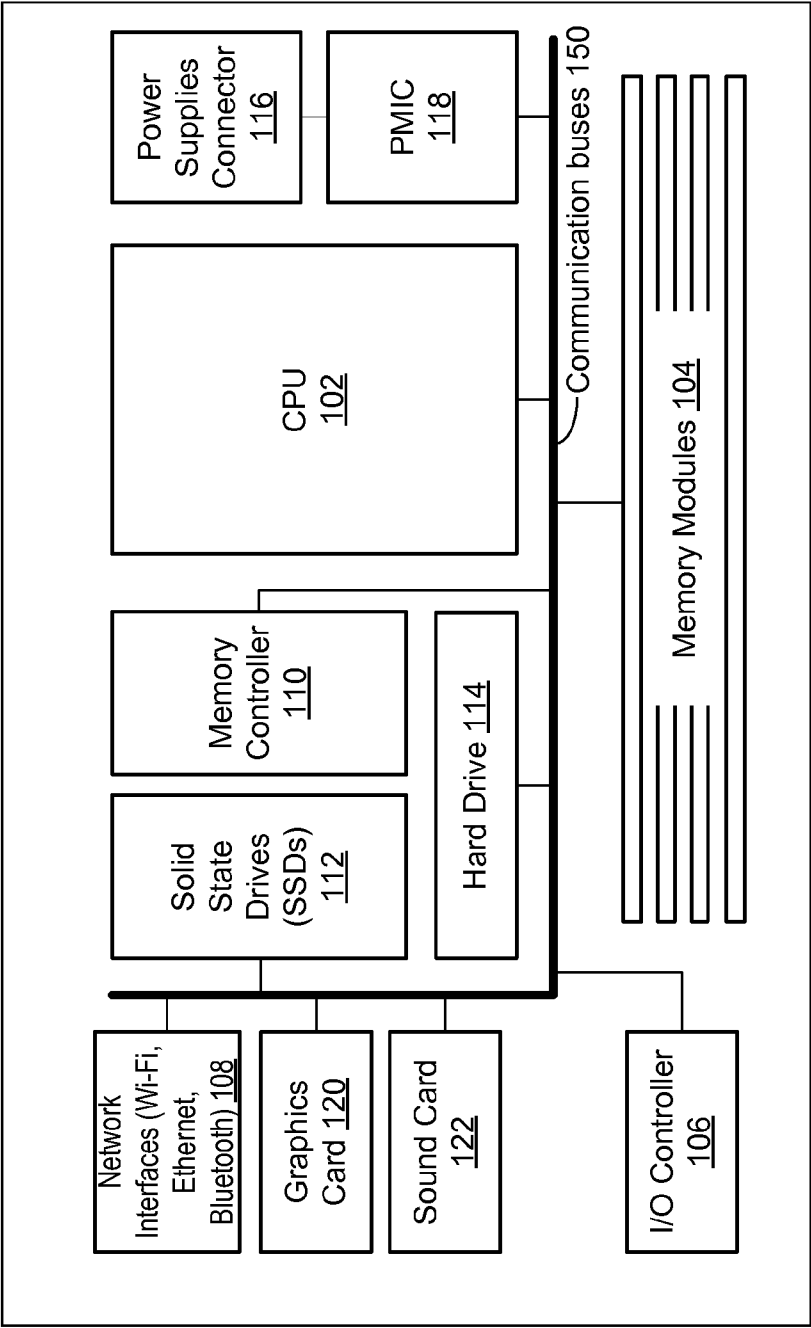 Network
Interfaces (Wi-Fi,
Ethernet,
Bluetooth) 108
Solid
State
Drives
(SSDs)
112
Memory
Controller
110
CPU
102
Power
Supplies
Connector
116
Graphics
Card 120
Sound Card
122
Hard Drive 114
PMIC
118
Communication buses 150
I/O Controller
106
Memory Modules 104